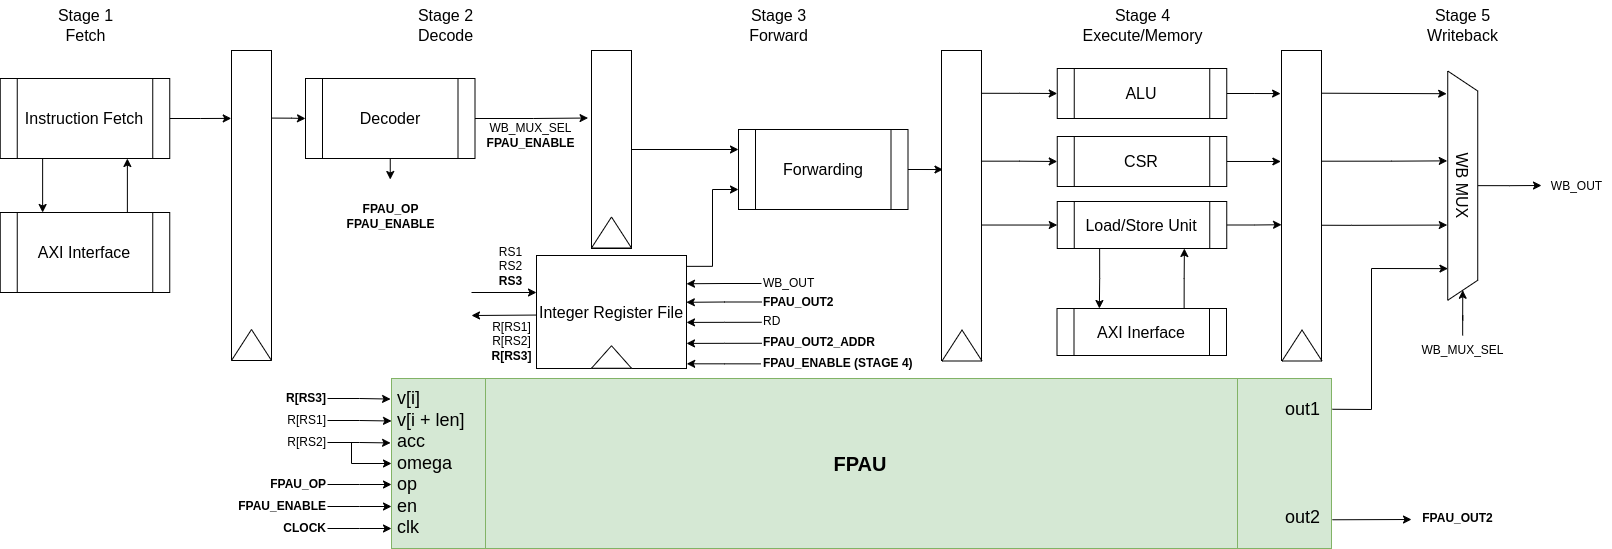 Stage 1
Fetch
Stage 2
Decode
Stage 3
Forward
Stage 4
Execute/Memory
Stage 5
Writeback
Instruction Fetch
AXI Interface
Decoder
WB_MUX_SEL
FPAU_ENABLE
FPAU_OP
FPAU_ENABLE
Forwarding
ALU
CSR
Load/Store Unit
AXI Inerface
WB MUX
WB_OUT
WB_MUX_SEL
RS1
RS2
RS3
Integer Register File
R[RS1]
R[RS2]
R[RS3]
WB_OUT
FPAU_OUT2
RD
FPAU_OUT2_ADDR
FPAU_ENABLE (STAGE 4)
R[RS3]
R[RS1]
R[RS2]
FPAU_OP
FPAU_ENABLE
CLOCK
v[i]
v[i + len]
acc
omega
op
en
clk
FPAU
out1
out2
FPAU_OUT2